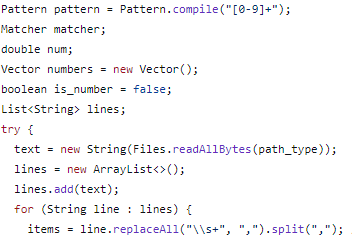 Pattern pattern = Pattern.compile("[0-9]+");
Matcher matcher;
double num;
Vector numbers = new Vector();
boolean is_number = false;
List<String> lines;
try {
  text = new String(Files.readAllBytes(path_type));
  lines = new ArrayList<>();
  lines.add(text);
  for (String line : lines) {
    items = line.replaceAll("\\s+", ",").split(",");